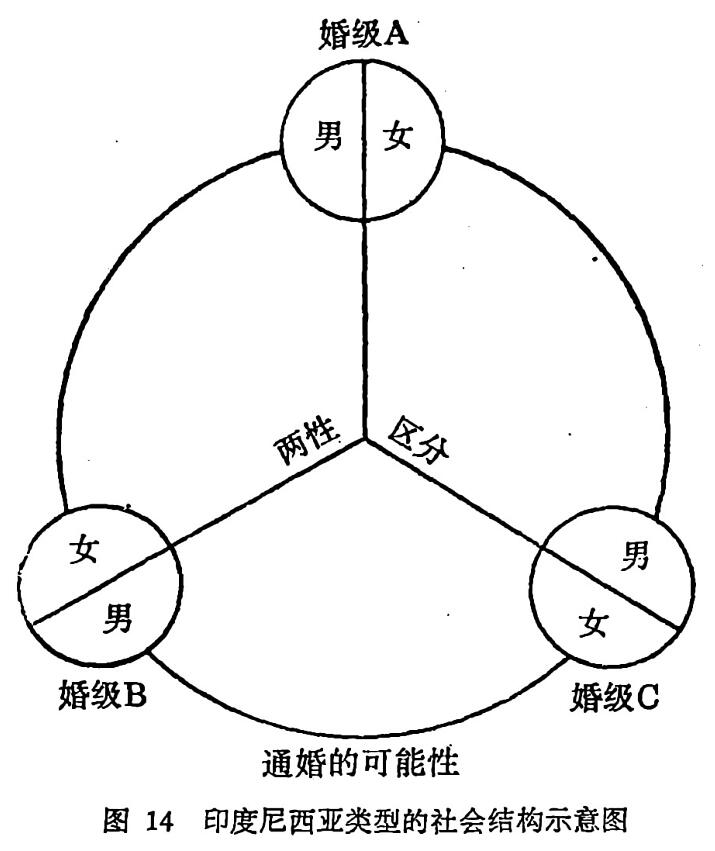 婚级A
男 女
两性 区分
女 男
男 女
婚级B 婚级C
通婚的可能性
图 14 印度尼西亚类型的社会结构示意图